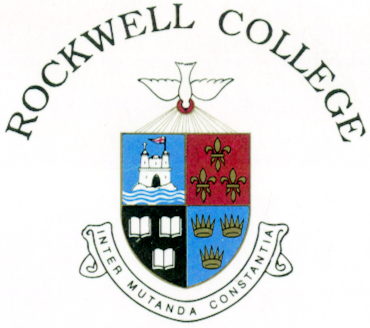 ROCKWELL COLLEGE
INTER MUTANDA CONSTANTIA